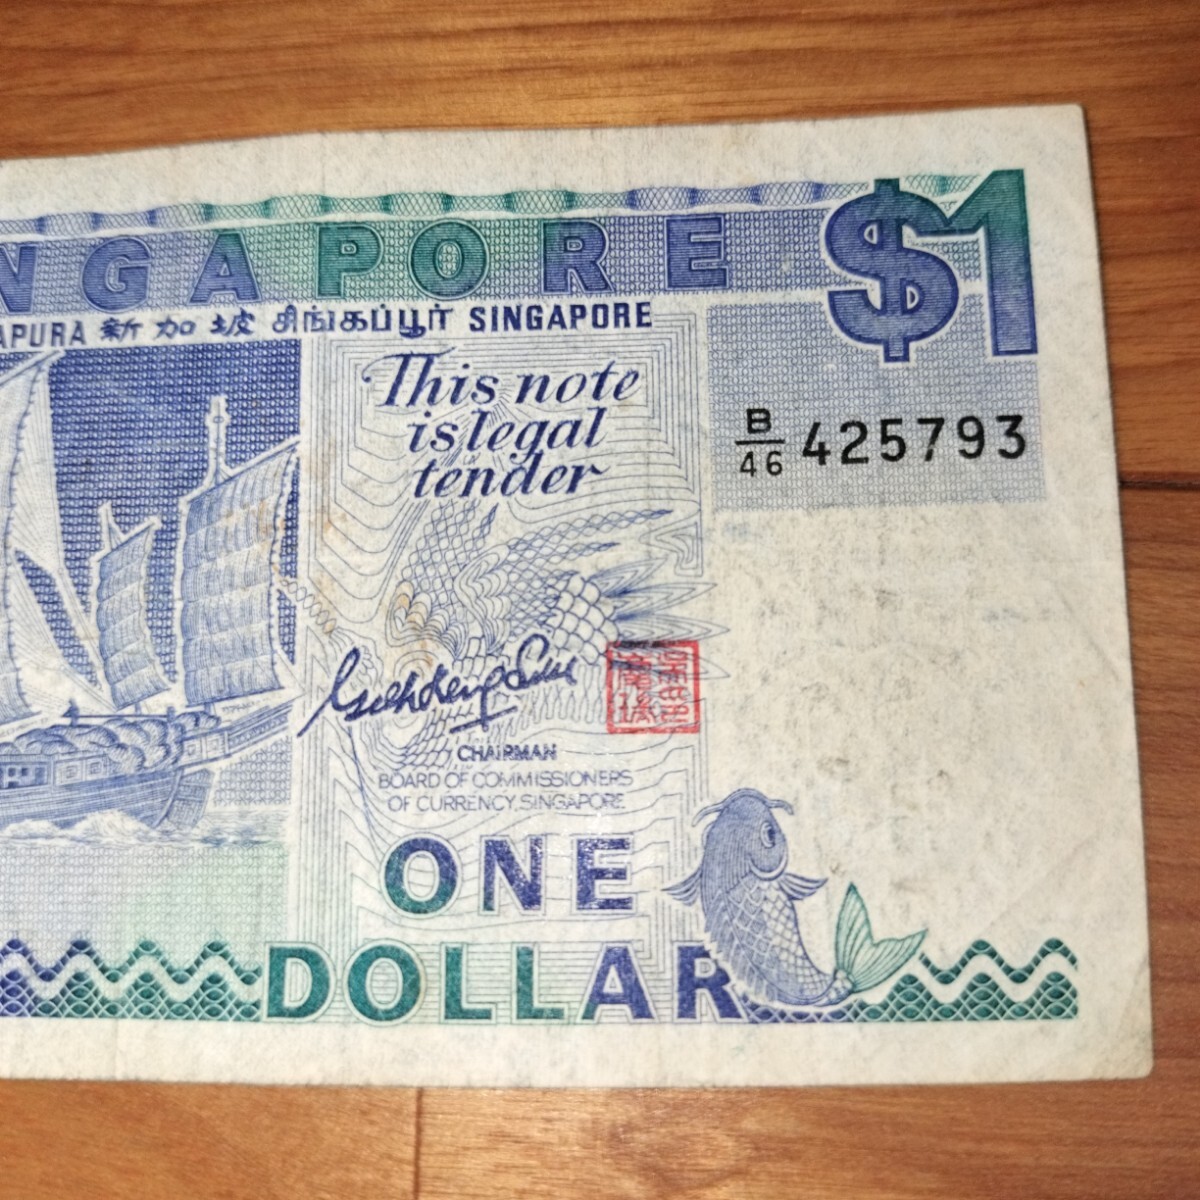 NGAPORE $1
APURA 新加坡 சிங்கப்பூர் SINGAPORE
This note
is legal
tender
B/46 425793
CHAIRMAN
BOARD OF COMMISSIONERS
OF CURRENCY, SINGAPORE
ONE
DOLLAR